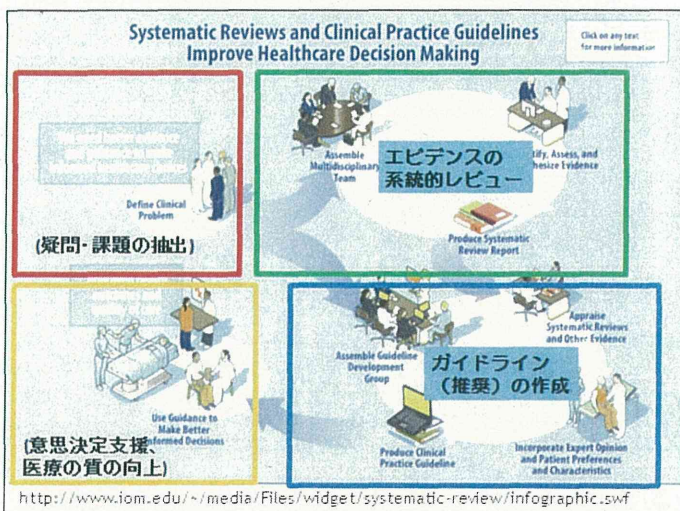 Systematic Reviews and Clinical Practice Guidelines
Improve Healthcare Decision Making
Click on any text
for more information
Define Clinical
Problem
(疑問・課題の抽出)
Assemble
Multidisciplinary
Team
エビデンスの
系統的レビュー
tify, Assess, and
hesize Evidence
Produce Systematic
Review Report
Use Guidance to
Make Better
Informed Decisions
(意思決定支援、
医療の質の向上)
Assemble Guideline
Development
Group
Appraise
Systematic Reviews
and Other Evidence
ガイドライン
(推奨)の作成
Produce Clinical
Practice Guideline
Incorporate Expert Opinion
and Patient Preferences
and Characteristics
http://www.iom.edu/~/media/Files/widget/systematic-review/infographic.swf